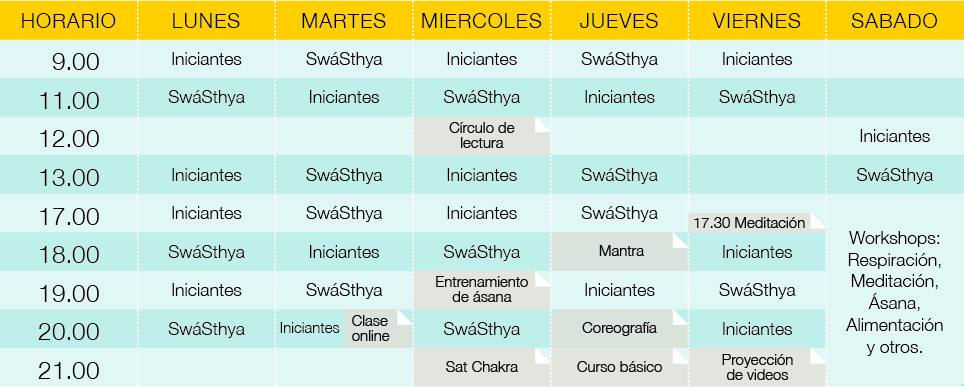 HORARIO LUNES MARTES MIERCOLES JUEVES VIERNES SABADO
9.00 Iniciantes SwáSthya Iniciantes SwáSthya Iniciantes
11.00 SwáSthya Iniciantes SwáSthya Iniciantes SwáSthya
12.00 Círculo de lectura Iniciantes
13.00 Iniciantes SwáSthya Iniciantes SwáSthya SwáSthya
17.00 Iniciantes SwáSthya Iniciantes SwáSthya 17.30 Meditación
18.00 SwáSthya Iniciantes SwáSthya Mantra Iniciantes
19.00 Iniciantes SwáSthya Entrenamiento de ásana Iniciantes SwáSthya
20.00 SwáSthya Iniciantes Clase online SwáSthya Coreografía Iniciantes
21.00 Sat Chakra Curso básico Proyección de videos
Workshops:
Respiración,
Meditación,
Ásana,
Alimentación
y otros.